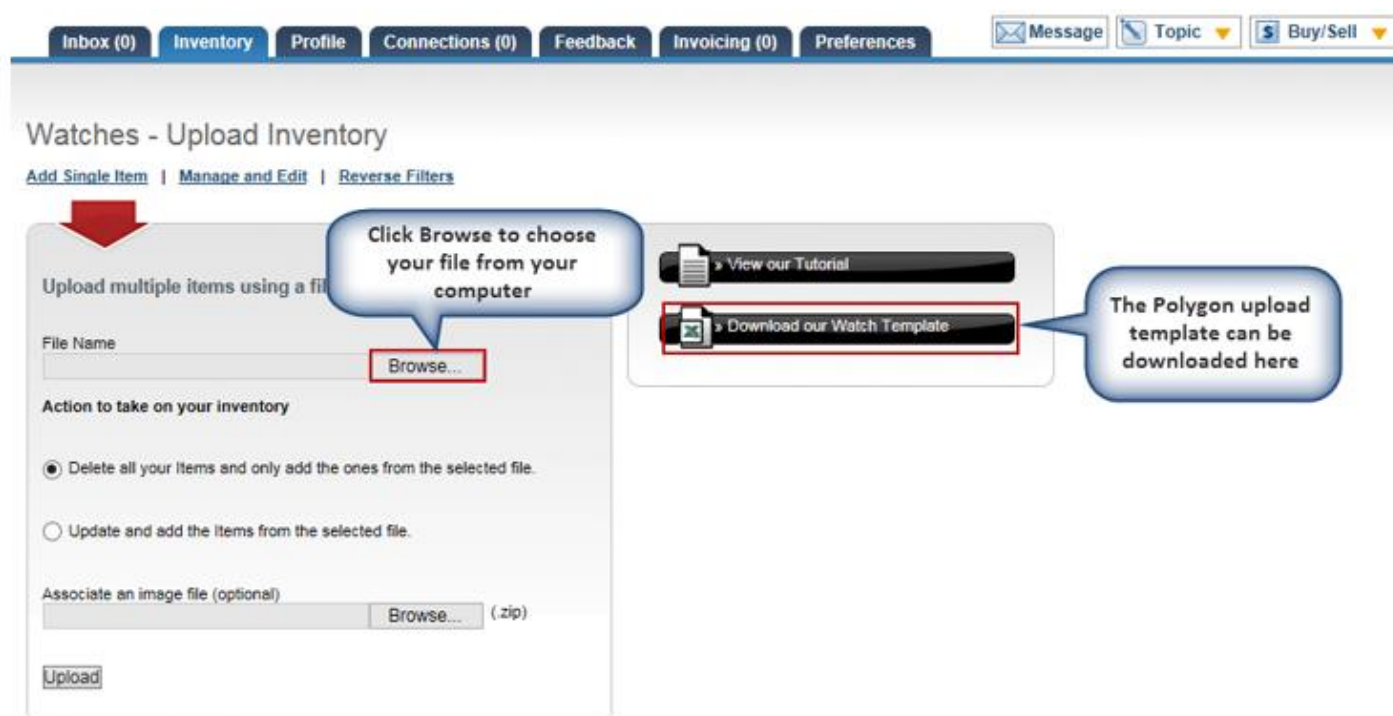 Inbox (0) Inventory Profile Connections (0) Feedback Invoicing (0) Preferences Message Topic Buy/Sell
Watches - Upload Inventory
Add Single Item | Manage and Edit | Reverse Filters
Click Browse to choose
your file from your
computer
Upload multiple items using a
File Name
Browse...
Action to take on your inventory
Delete all your Items and only add the ones from the selected file.
Update and add the Items from the selected file.
Associate an image file (optional)
Browse... (.zip)
Upload
» View our Tutorial
» Download our Watch Template
The Polygon upload
template can be
downloaded here